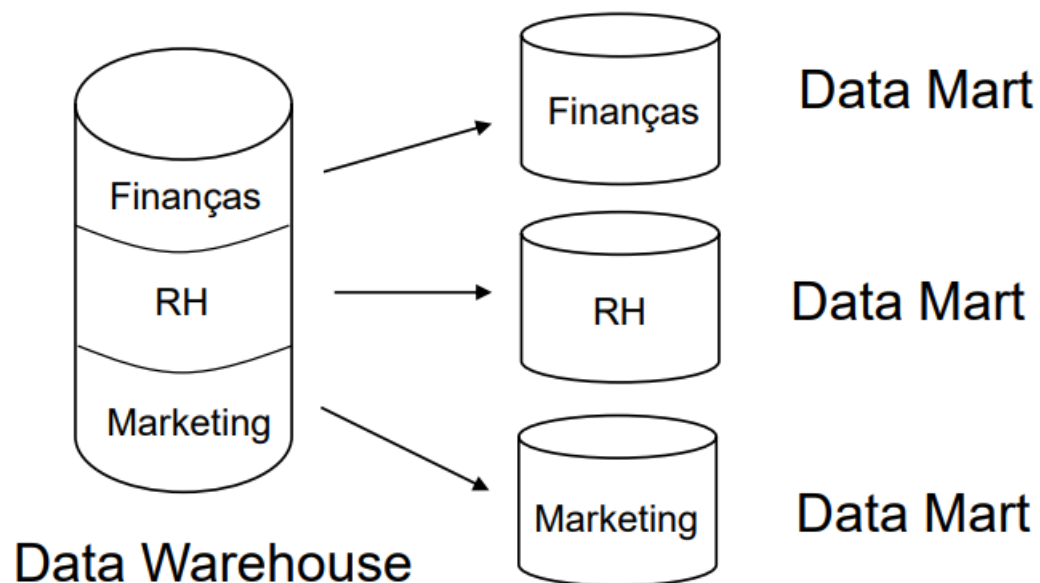 Finanças
RH
Marketing
Data Warehouse
Finanças
Data Mart
RH
Data Mart
Marketing
Data Mart